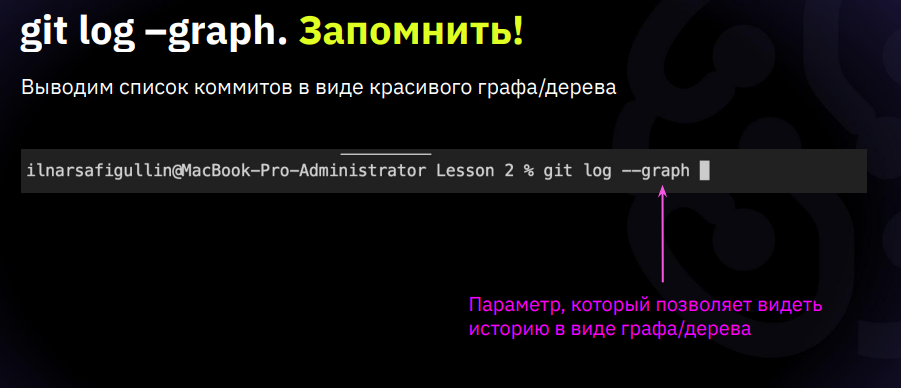 git log –graph. Запомнить!
Выводим список коммитов в виде красивого графа/дерева
ilnarsafigullin@MacBook-Pro-Administrator Lesson 2 % git log --graph
Параметр, который позволяет видеть
историю в виде графа/дерева